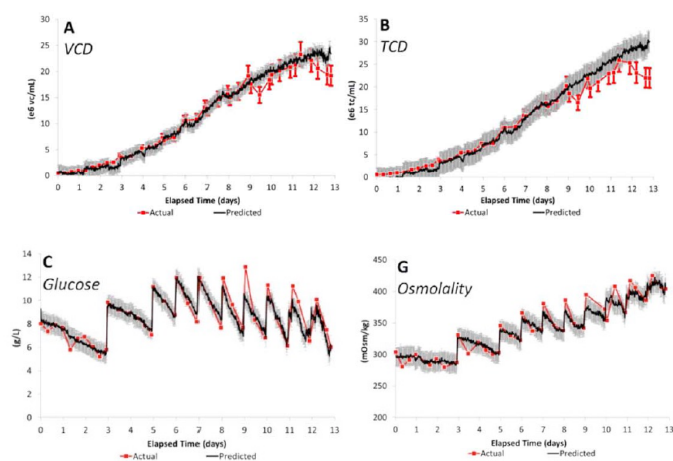 A
VCD
30
25
20
15
10
5
0
(e6 vc/mL)
0 1 2 3 4 5 6 7 8 9 10 11 12 13
Elapsed Time (days)
Actual Predicted
B
TCD
35
30
25
20
15
10
5
0
(e6 tc/mL)
0 1 2 3 4 5 6 7 8 9 10 11 12 13
Elapsed Time (days)
Actual Predicted
C
Glucose
14
12
10
8
6
4
2
0
(g/L)
0 1 2 3 4 5 6 7 8 9 10 11 12 13
Elapsed Time (days)
Actual Predicted
G
Osmolality
450
400
350
300
250
200
(mOsm/kg)
0 1 2 3 4 5 6 7 8 9 10 11 12 13
Elapsed Time (days)
Actual Predicted